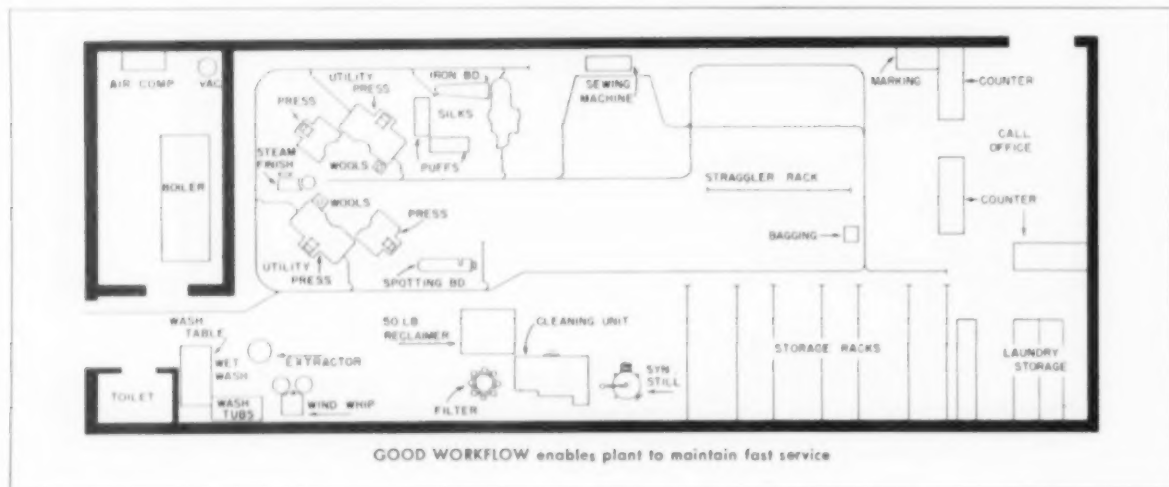 AIR COMP
VAC
BOILER
UTILITY
PRESS
PRESS
STEAM
FINISH
WOOLS
IRON BD
SILKS
PUFFS
SEWING
MACHINE
MARKING
COUNTER
CALL
OFFICE
COUNTER
STRAGGLER RACK
BAGGING
WOOLS
PRESS
UTILITY
PRESS
SPOTTING BD
WASH
TABLE
WET
WASH
EXTRACTOR
TOILET
WASH
TUBS
WIND WHIP
50 LB
RECLAIMER
CLEANING UNIT
FILTER
SYN
STILL
STORAGE RACKS
LAUNDRY
STORAGE
GOOD WORKFLOW enables plant to maintain fast service